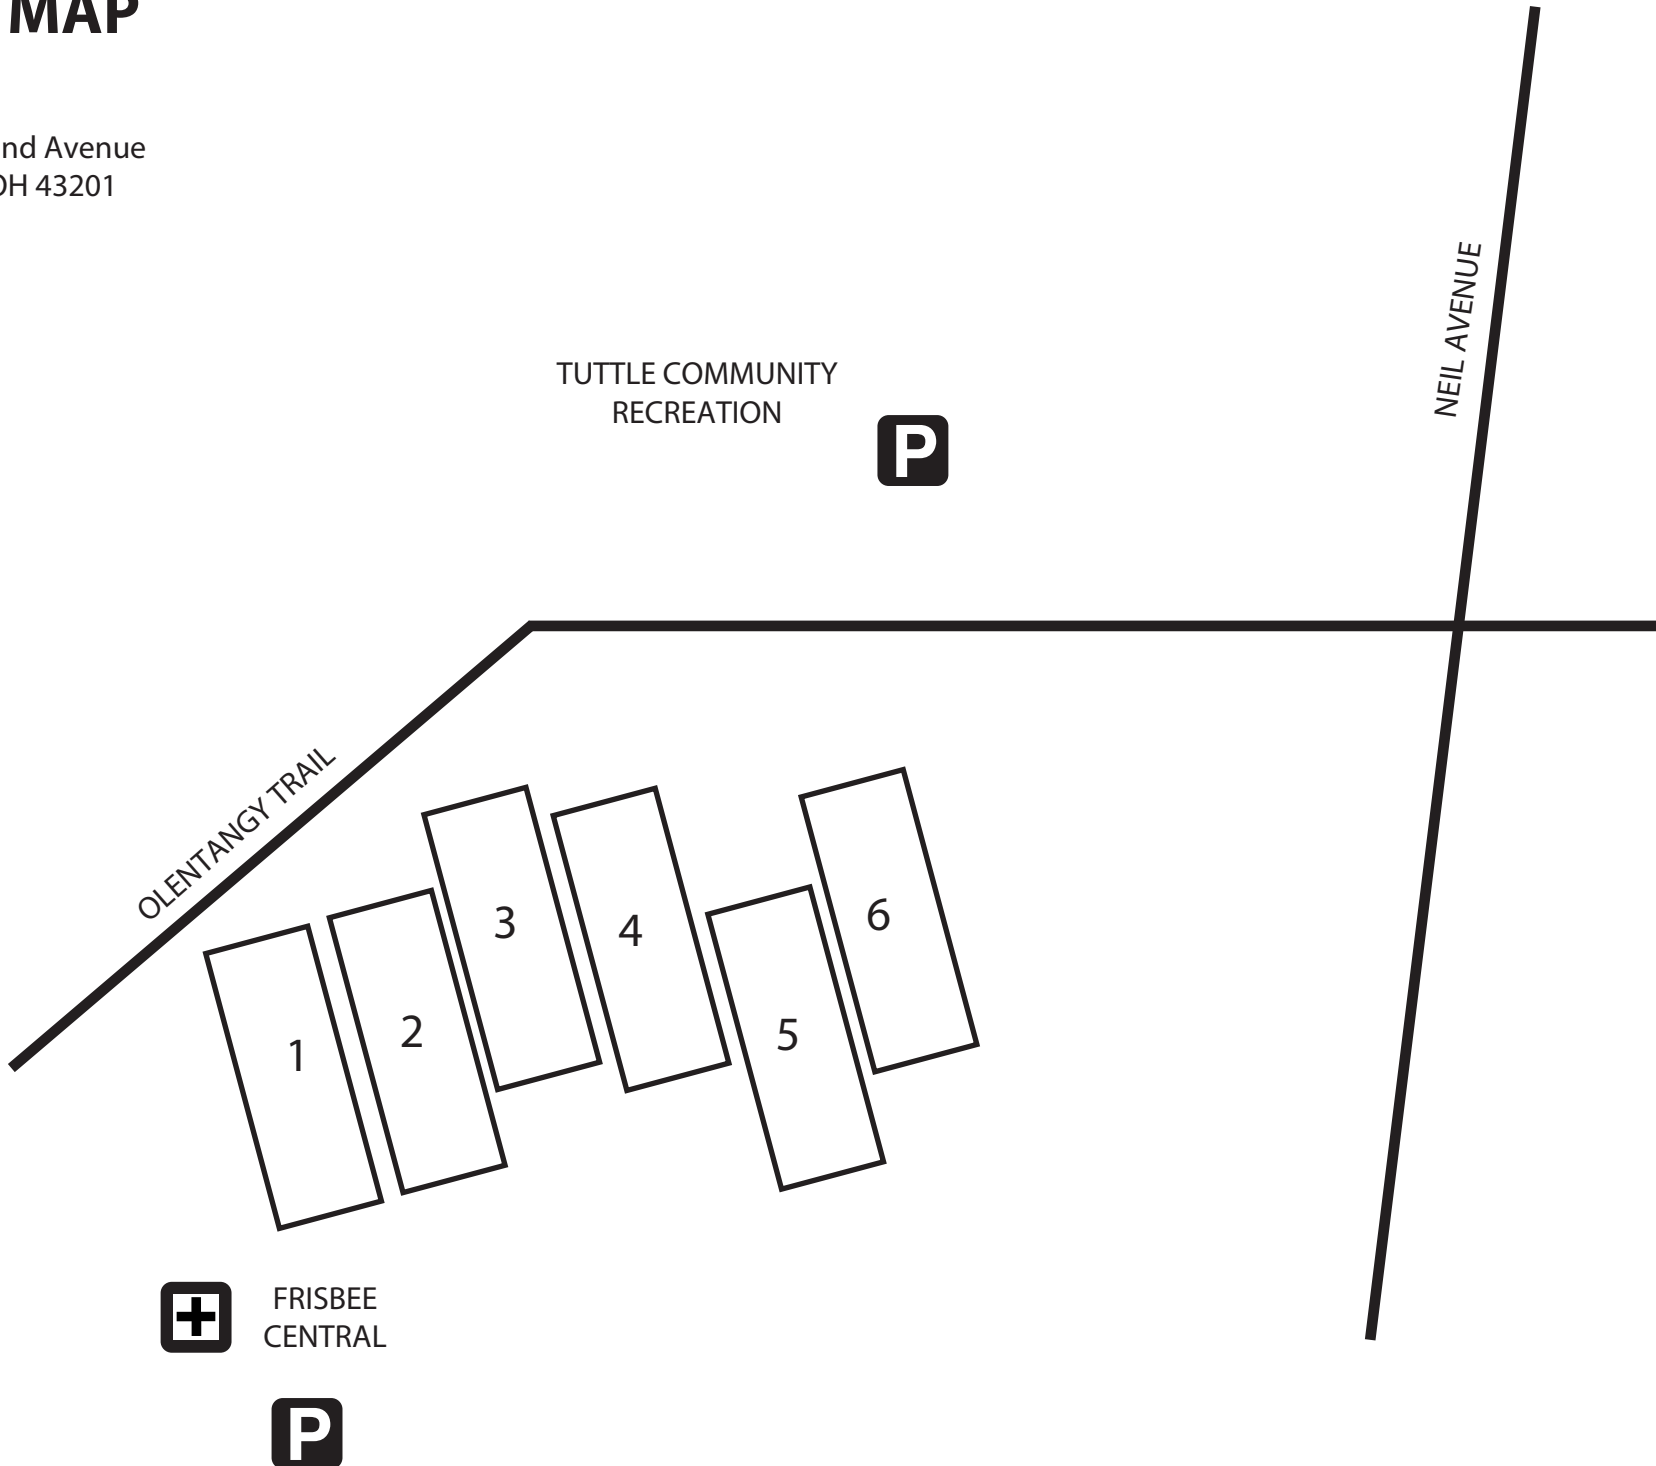 MAP
nd Avenue
OH 43201
NEIL AVENUE
TUTTLE COMMUNITY
RECREATION
P
OLENTANGY TRAIL
1
2
3
4
5
6
FRISBEE
CENTRAL
P